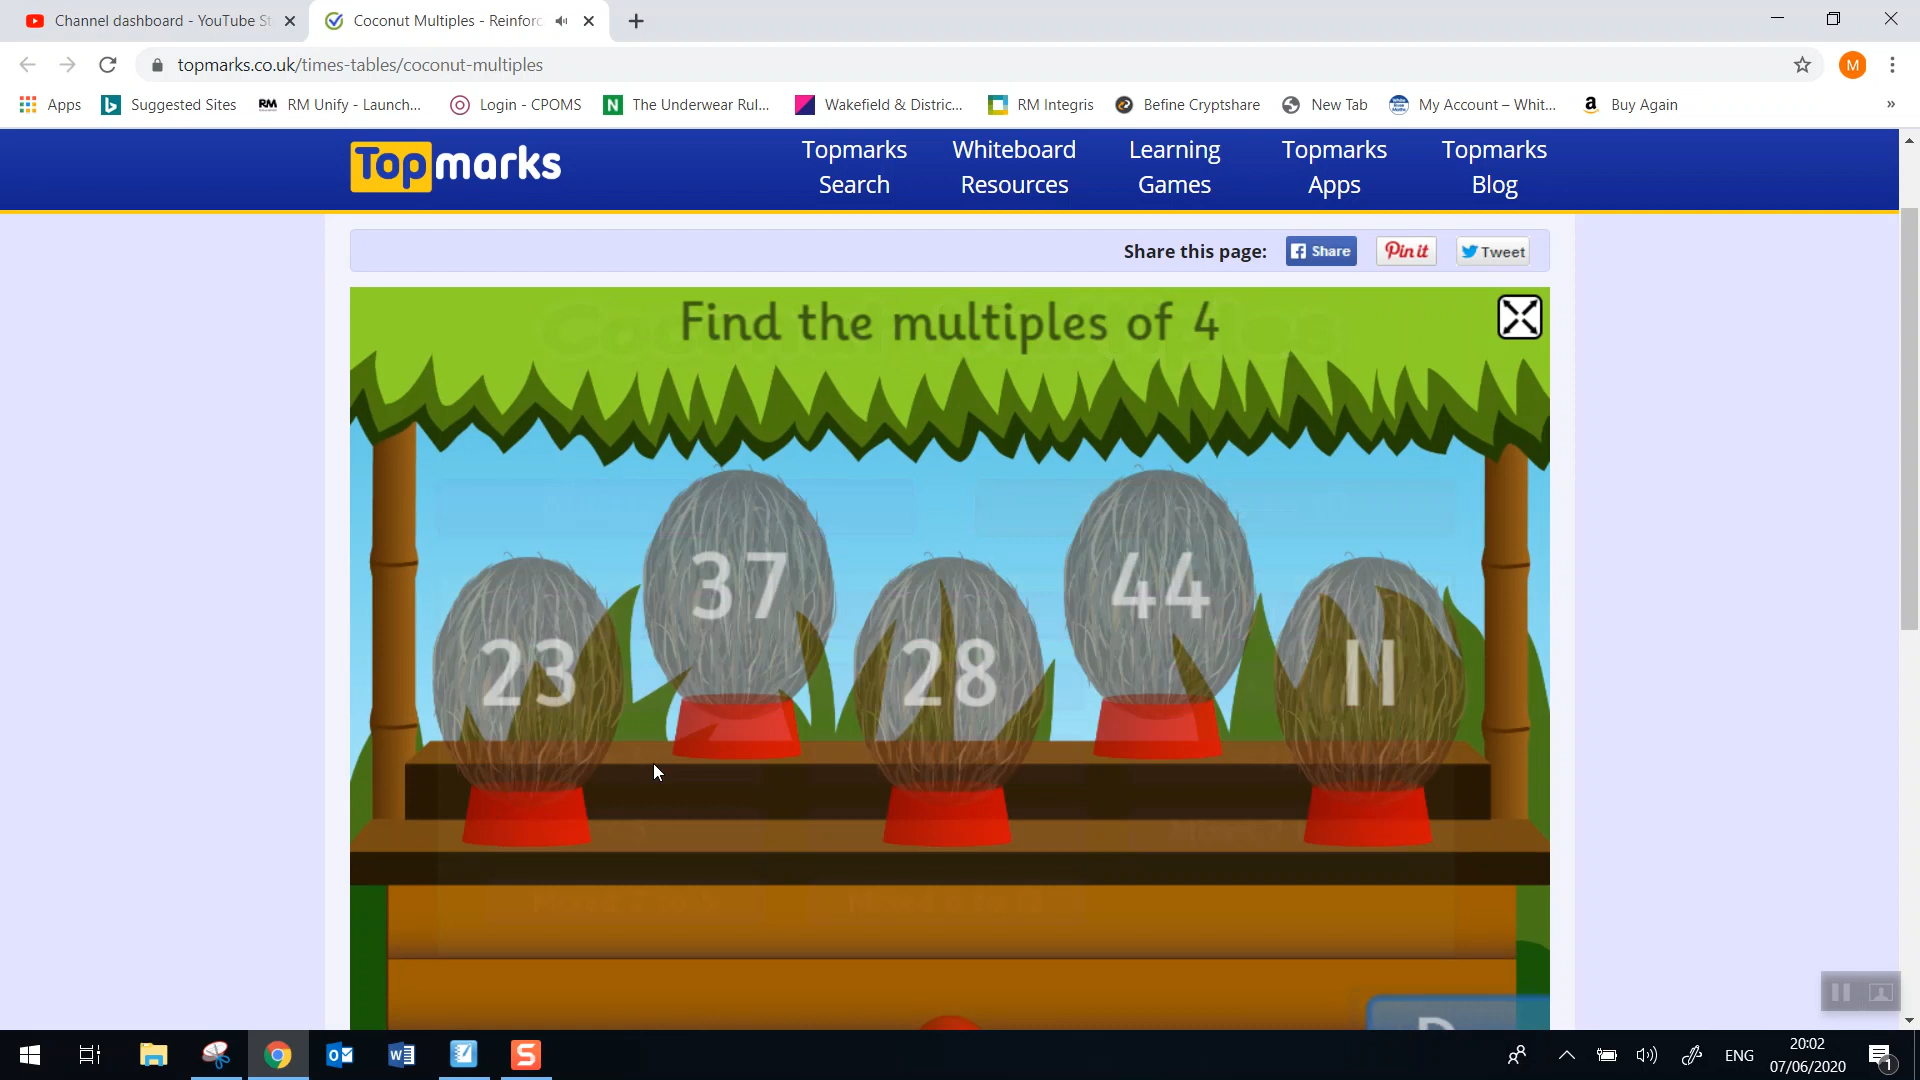 Channel dashboard - YouTube St
Coconut Multiples - Reinforc
topmarks.co.uk/times-tables/coconut-multiples
M
Apps
Suggested Sites
RM RM Unify - Launch...
Login - CPOMS
N The Underwear Rul...
Wakefield & Distric...
RM Integris
Befine Cryptshare
New Tab
My Account – Whit...
a Buy Again
»
Topmarks
Topmarks Search
Whiteboard Resources
Learning Games
Topmarks Apps
Topmarks Blog
Share this page:
Share
Pin it
Tweet
Find the multiples of 4
37
44
23
28
11
ENG
20:02
07/06/2020
1